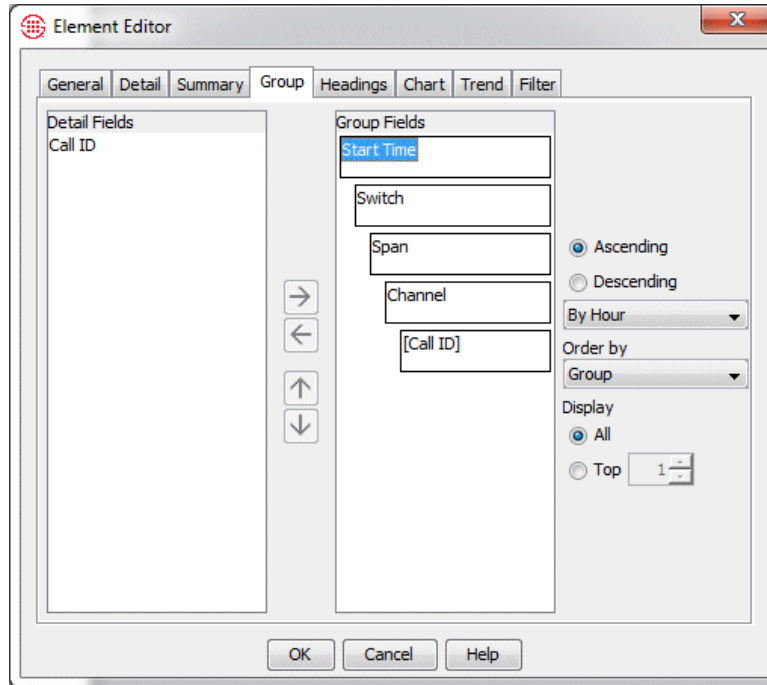 Element Editor
General Detail Summary Group Headings Chart Trend Filter
Detail Fields
Call ID
Group Fields
Start Time
Switch
Span
Channel
[Call ID]
Ascending
Descending
By Hour
Order by
Group
Display
All
Top 1
OK Cancel Help